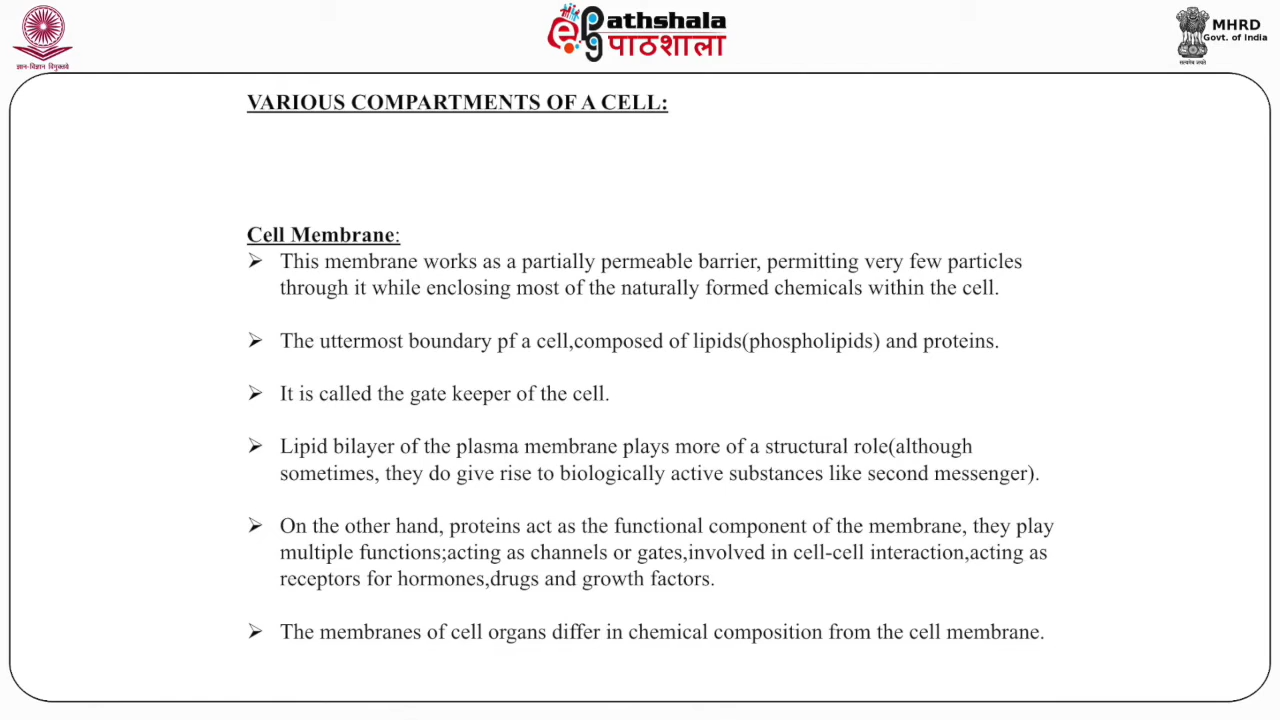 ज्ञान-विज्ञान विमुक्तये
ePathshala
पाठशाला
MHRD
Govt. of India
सत्यमेव जयते
VARIOUS COMPARTMENTS OF A CELL:
Cell Membrane:
➢ This membrane works as a partially permeable barrier, permitting very few particles
through it while enclosing most of the naturally formed chemicals within the cell.
➢ The uttermost boundary pf a cell,composed of lipids(phospholipids) and proteins.
➢ It is called the gate keeper of the cell.
➢ Lipid bilayer of the plasma membrane plays more of a structural role(although
sometimes, they do give rise to biologically active substances like second messenger).
➢ On the other hand, proteins act as the functional component of the membrane, they play
multiple functions;acting as channels or gates,involved in cell-cell interaction,acting as
receptors for hormones,drugs and growth factors.
➢ The membranes of cell organs differ in chemical composition from the cell membrane.